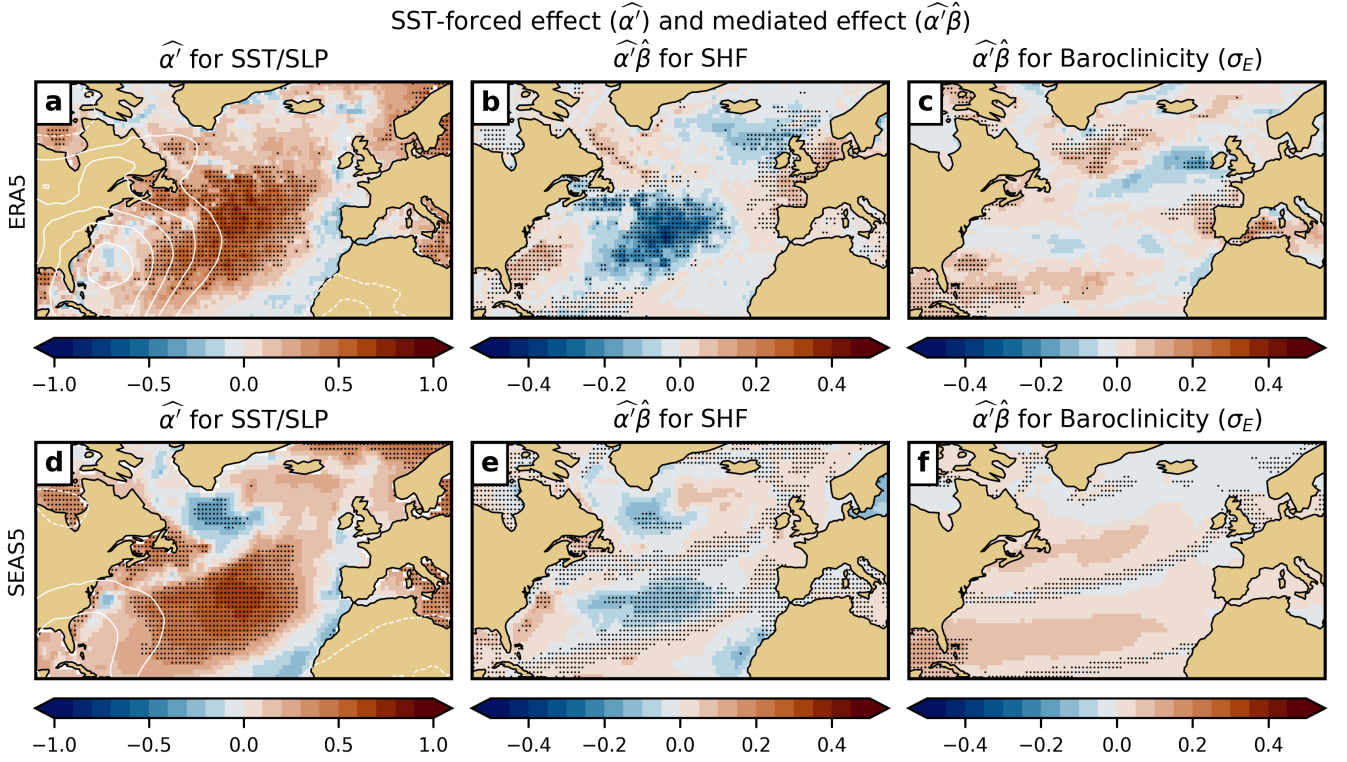 SST-forced effect (α̂′) and mediated effect (α̂′β̂)
α̂′ for SST/SLP
α̂′β̂ for SHF
α̂′β̂ for Baroclinicity (σ_E)
a
b
c
ERA5
−1.0 −0.5 0.0 0.5 1.0
−0.4 −0.2 0.0 0.2 0.4
−0.4 −0.2 0.0 0.2 0.4
α̂′ for SST/SLP
α̂′β̂ for SHF
α̂′β̂ for Baroclinicity (σ_E)
d
e
f
SEAS5
−1.0 −0.5 0.0 0.5 1.0
−0.4 −0.2 0.0 0.2 0.4
−0.4 −0.2 0.0 0.2 0.4